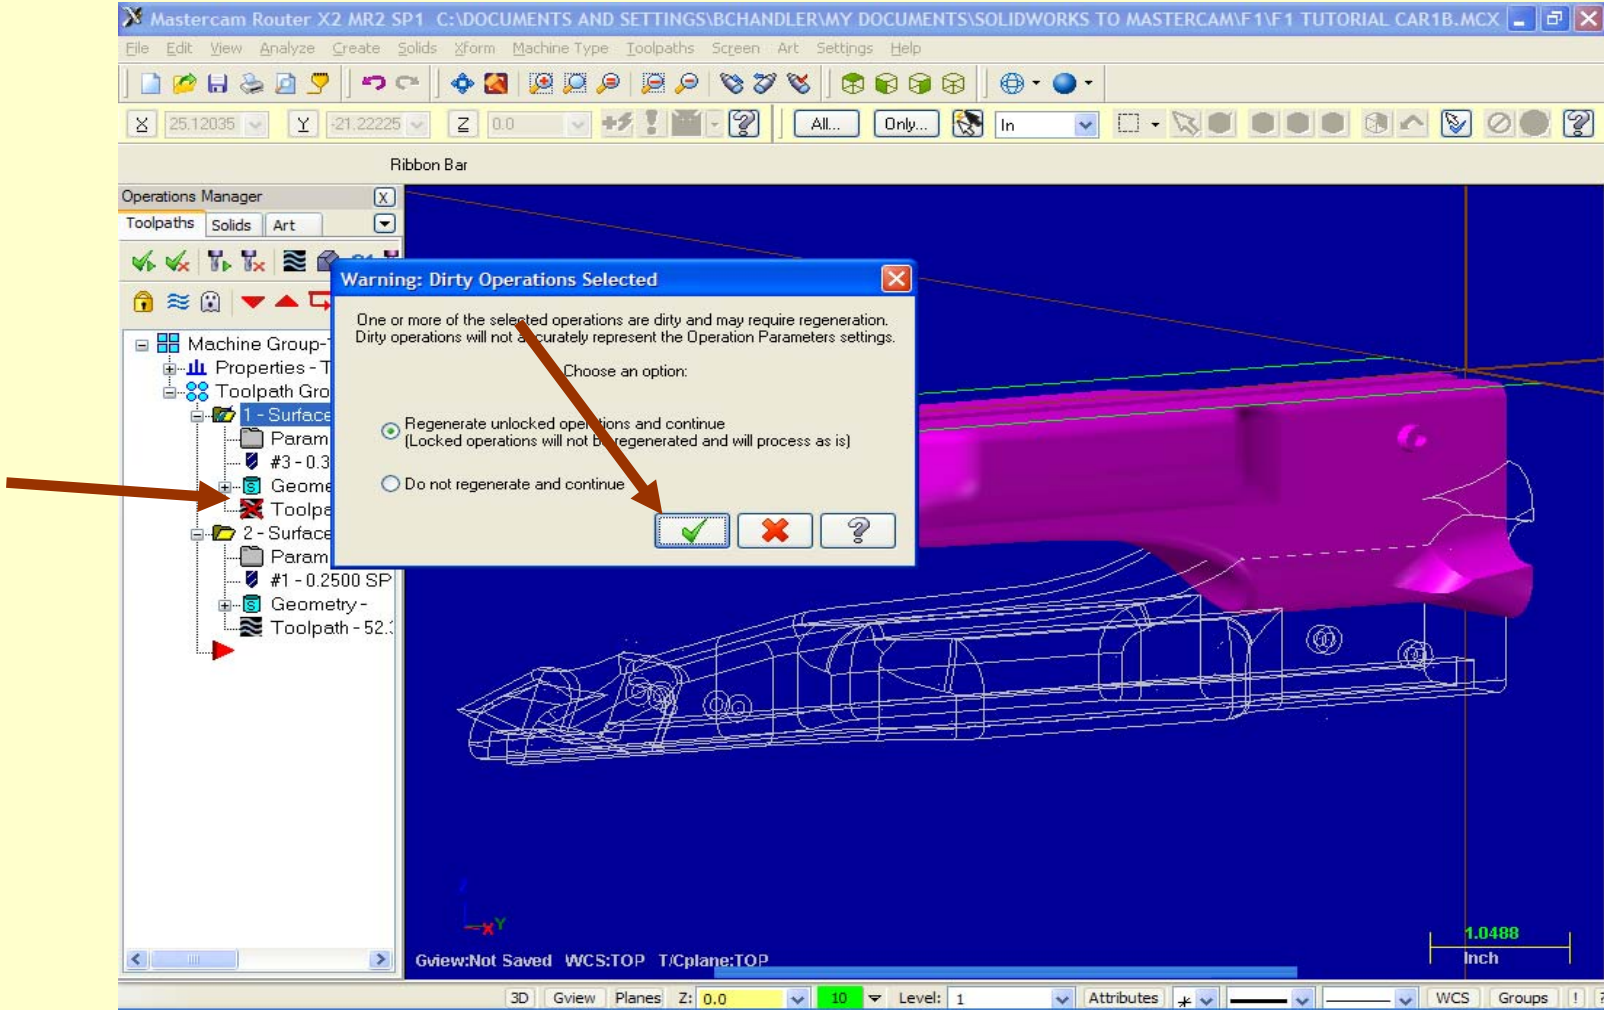 Mastercam Router X2 MR2 SP1 C:\DOCUMENTS AND SETTINGS\BCHANDLER\MY DOCUMENTS\SOLIDWORKS TO MASTERCAM\F1\F1 TUTORIAL CAR1B.MCX
File Edit View Analyze Create Solids Xform Machine Type Toolpaths Screen Art Settings Help
X 25.12035 Y -21.22225 Z 0.0 All... Only... In
Ribbon Bar
Operations Manager X
Toolpaths Solids Art
Warning: Dirty Operations Selected
One or more of the selected operations are dirty and may require regeneration.
Dirty operations will not accurately represent the Operation Parameters settings.
Choose an option:
Regenerate unlocked operations and continue
(Locked operations will not be regenerated and will process as is)
Do not regenerate and continue
Machine Group-
Properties - T
Toolpath Gro
1 - Surface
Param
#3 - 0.3
Geome
Toolpa
2 - Surface
Param
#1 - 0.2500 SP
Geometry -
Toolpath - 52.
X Y
1.0488
Inch
Gview:Not Saved WCS:TOP T/Cplane:TOP
3D Gview Planes Z: 0.0 10 Level: 1 Attributes WCS Groups ! ?